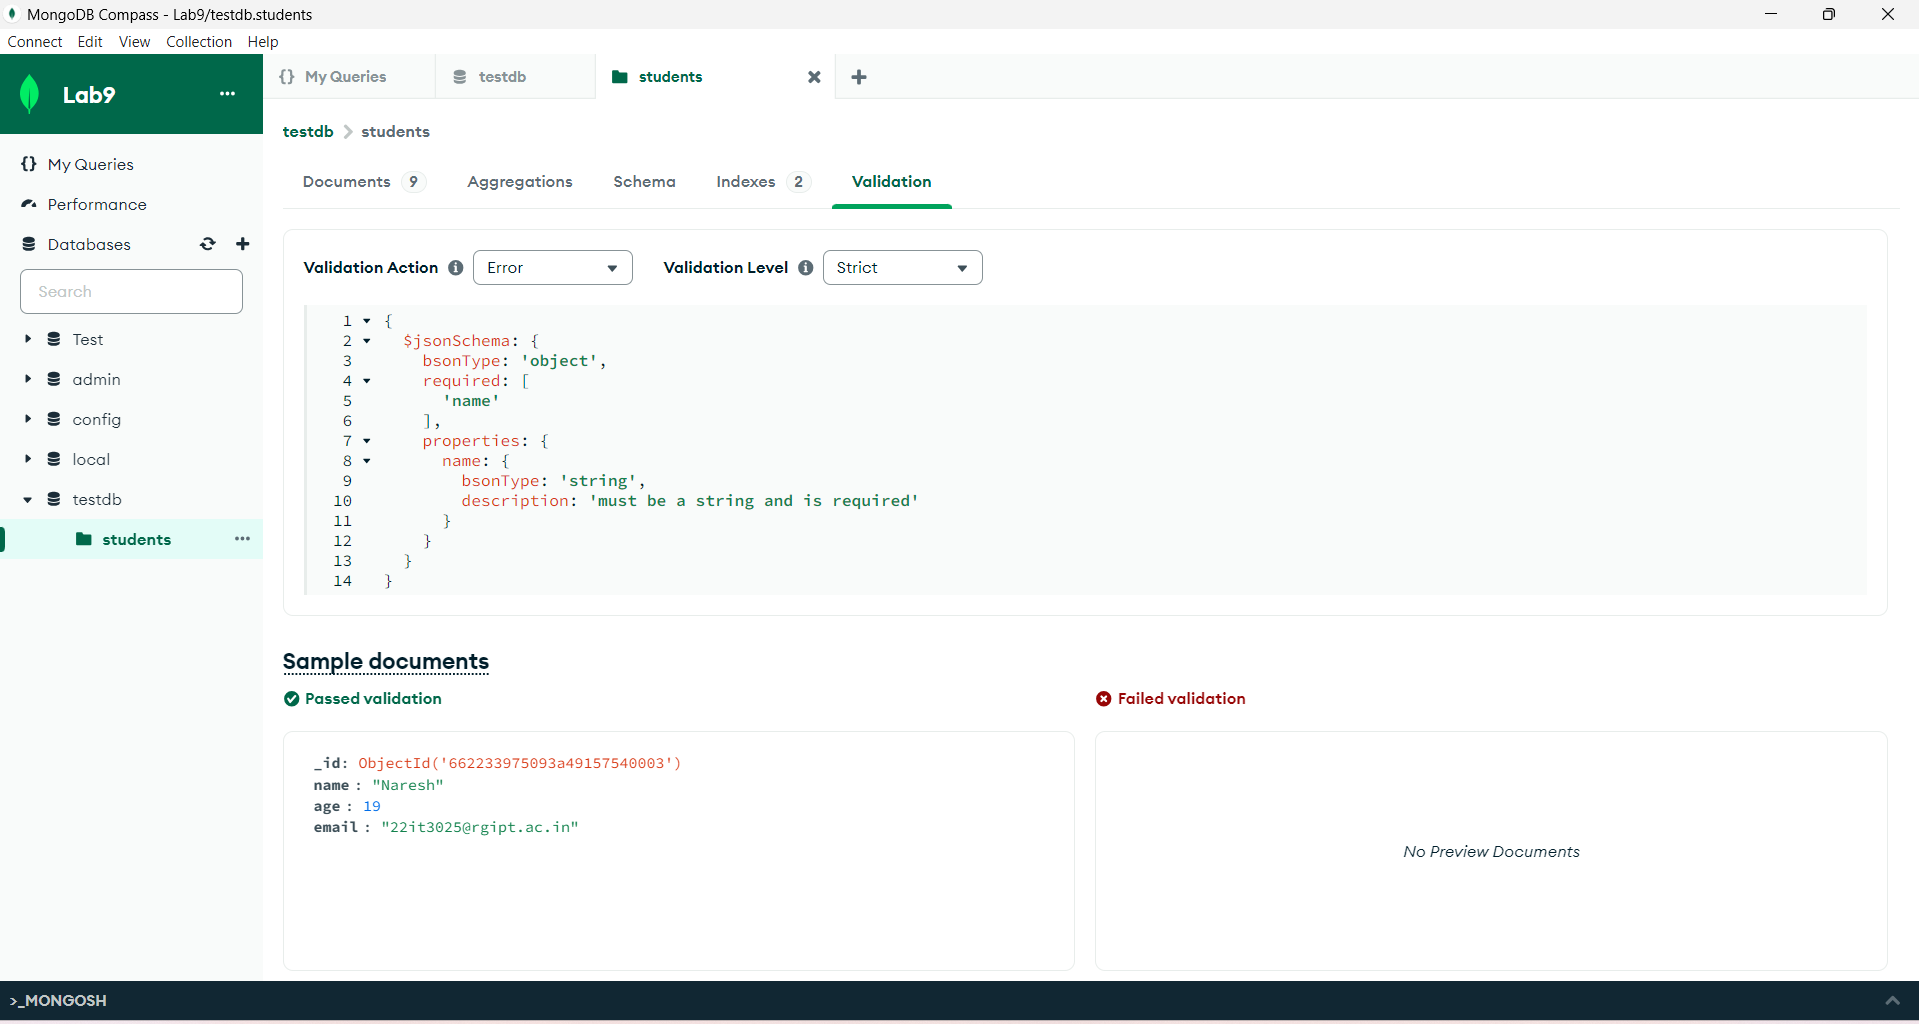 MongoDB Compass - Lab9/testdb.students
Connect Edit View Collection Help
Lab9
{} My Queries
testdb
students
testdb > students
{} My Queries
Performance
Databases
Search
Test
admin
config
local
testdb
students
Documents 9 Aggregations Schema Indexes 2 Validation
Validation Action Error Validation Level Strict
1 {
2 $jsonSchema: {
3 bsonType: 'object',
4 required: [
5 'name'
6 ],
7 properties: {
8 name: {
9 bsonType: 'string',
10 description: 'must be a string and is required'
11 }
12 }
13 }
14 }
Sample documents
Passed validation
_id: ObjectId('662233975093a49157540003')
name : "Naresh"
age : 19
email : "22it3025@rgipt.ac.in"
Failed validation
No Preview Documents
>_MONGOSH